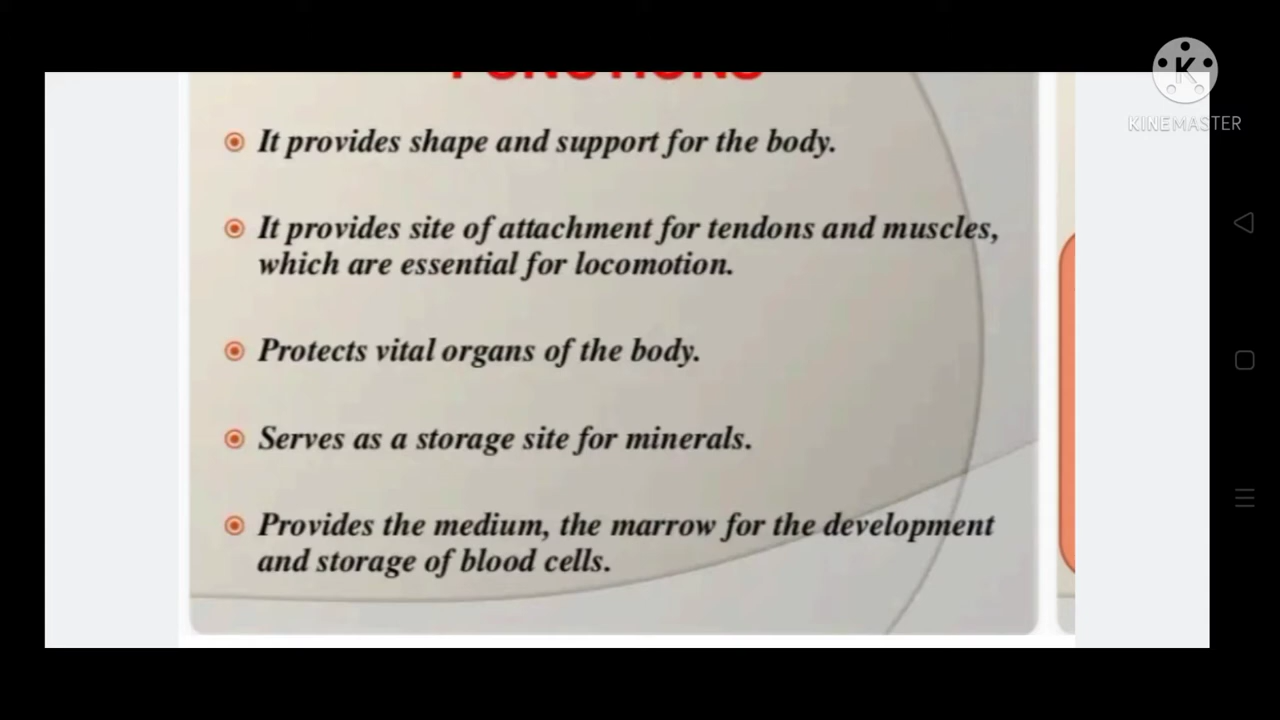 FUNCTIONS
It provides shape and support for the body.
It provides site of attachment for tendons and muscles,
which are essential for locomotion.
Protects vital organs of the body.
Serves as a storage site for minerals.
Provides the medium, the marrow for the development
and storage of blood cells.
K
KINEMASTER